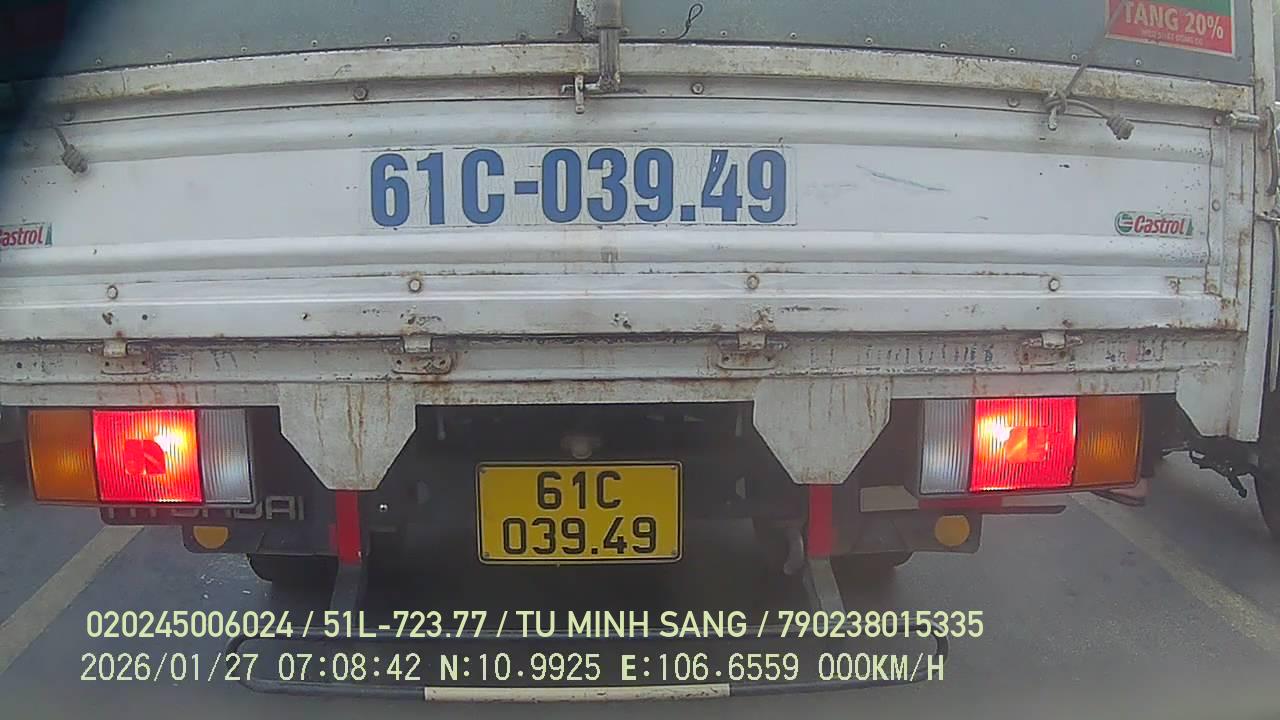 TANG 20%
61C-039.49
Castrol
Castrol
HYUNDAI
61C
039.49
020245006024 / 51L-723.77 / TU MINH SANG / 790238015335
2026/01/27 07:08:42 N:10.9925 E:106.6559 000KM/H